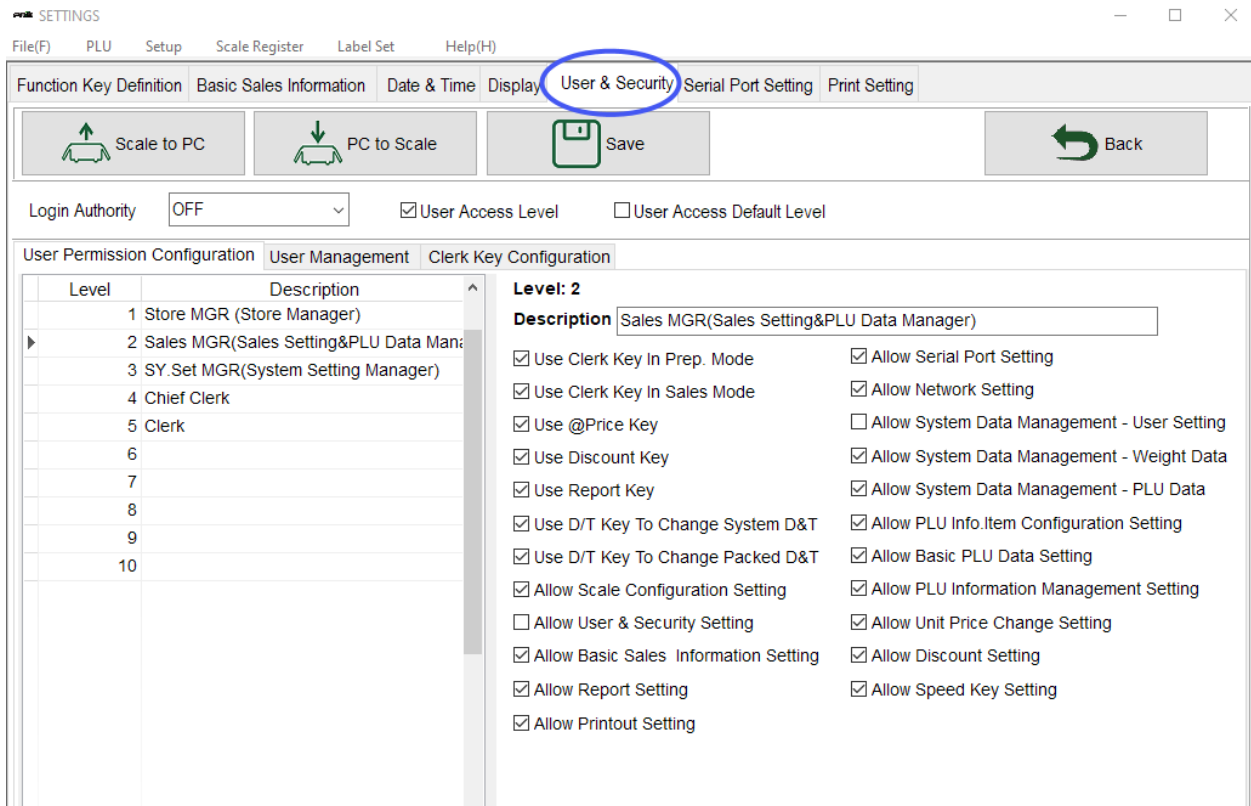 SETTINGS
File(F) PLU Setup Scale Register Label Set Help(H)
Function Key Definition Basic Sales Information Date & Time Display User & Security Serial Port Setting Print Setting
Scale to PC PC to Scale Save Back
Login Authority OFF User Access Level User Access Default Level
User Permission Configuration User Management Clerk Key Configuration
Level Description
1 Store MGR (Store Manager)
2 Sales MGR(Sales Setting&PLU Data Mana
3 SY.Set MGR(System Setting Manager)
4 Chief Clerk
5 Clerk
6
7
8
9
10
Level: 2
Description Sales MGR(Sales Setting&PLU Data Manager)
Use Clerk Key In Prep. Mode
Use Clerk Key In Sales Mode
Use @Price Key
Use Discount Key
Use Report Key
Use D/T Key To Change System D&T
Use D/T Key To Change Packed D&T
Allow Scale Configuration Setting
Allow User & Security Setting
Allow Basic Sales Information Setting
Allow Report Setting
Allow Printout Setting
Allow Serial Port Setting
Allow Network Setting
Allow System Data Management - User Setting
Allow System Data Management - Weight Data
Allow System Data Management - PLU Data
Allow PLU Info.Item Configuration Setting
Allow Basic PLU Data Setting
Allow PLU Information Management Setting
Allow Unit Price Change Setting
Allow Discount Setting
Allow Speed Key Setting